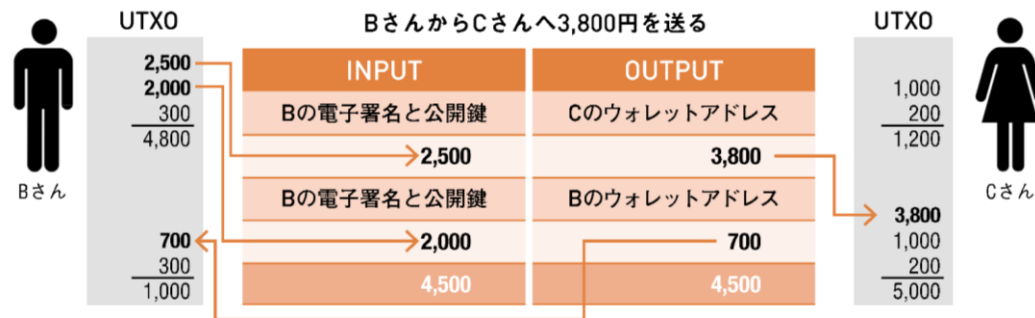 BさんからCさんへ3,800円を送る
UTXO
2,500
2,000
300
4,800
700
300
1,000
Bさん
INPUT
OUTPUT
Bの電子署名と公開鍵
Cのウォレットアドレス
2,500
3,800
Bの電子署名と公開鍵
Bのウォレットアドレス
2,000
700
4,500
4,500
UTXO
1,000
200
1,200
3,800
1,000
200
5,000
Cさん